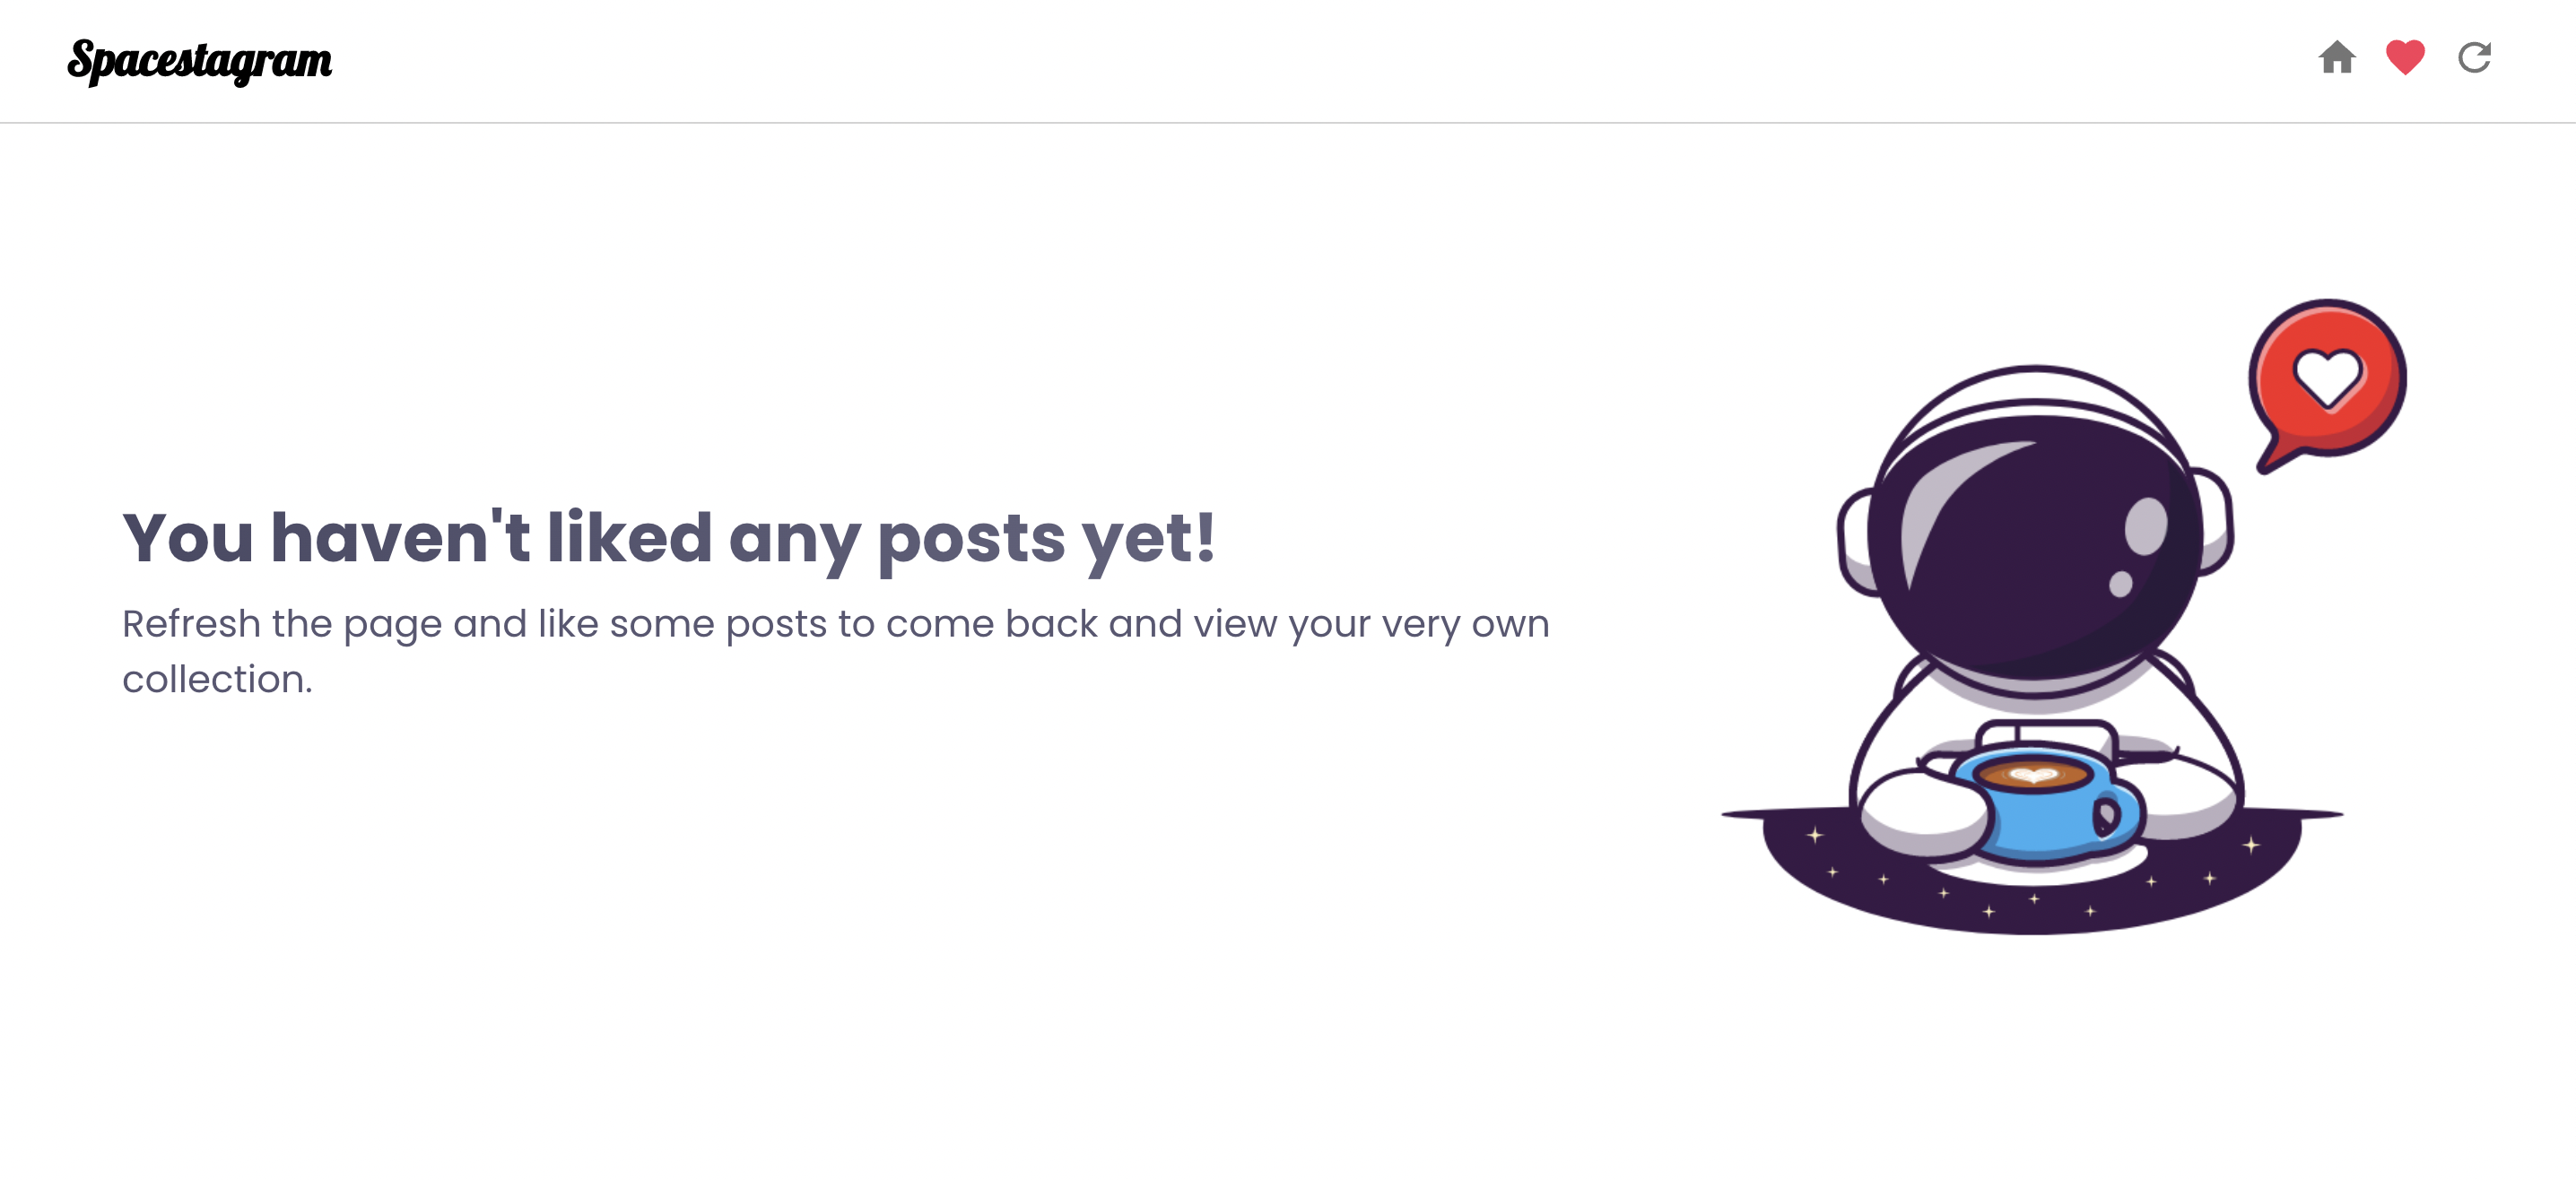 Spacestagram
You haven't liked any posts yet!
Refresh the page and like some posts to come back and view your very own
collection.